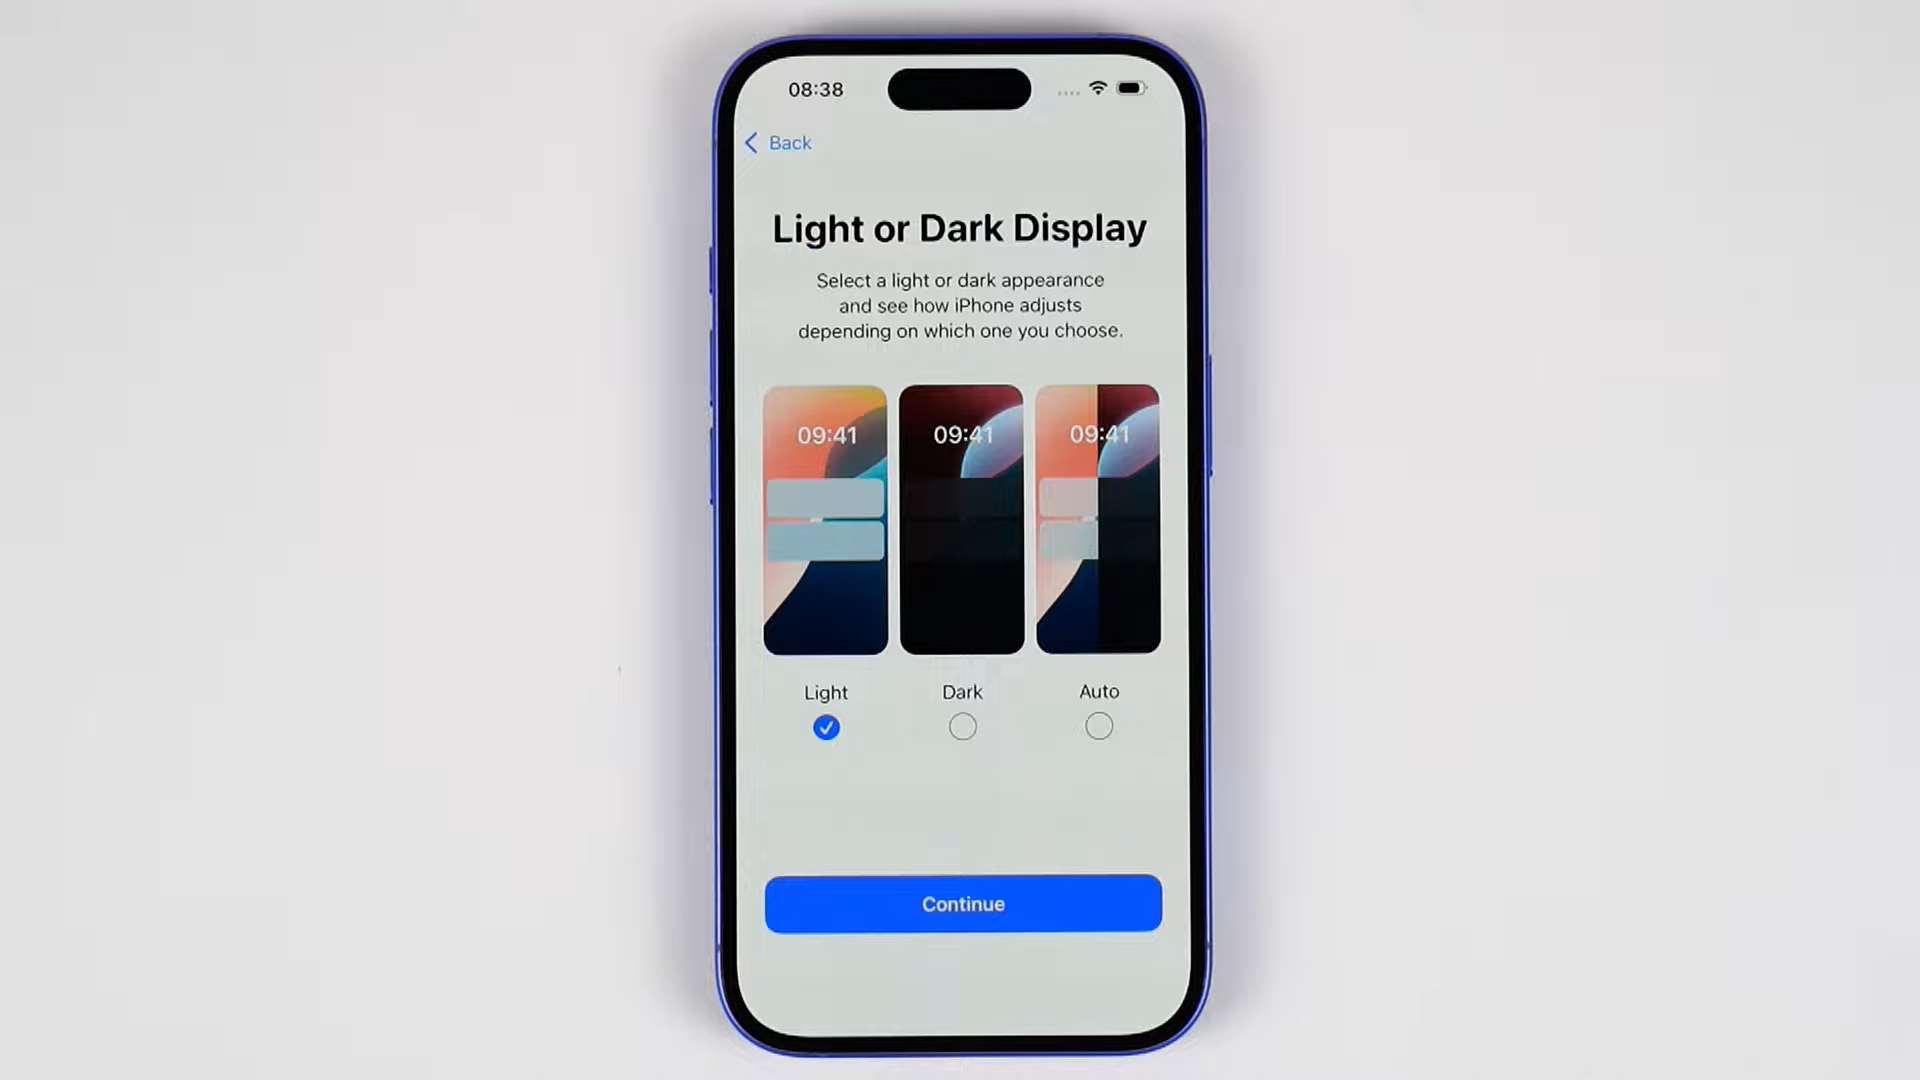 08:38
Back
Light or Dark Display
Select a light or dark appearance
and see how iPhone adjusts
depending on which one you choose.
09:41 09:41 09:41
Light Dark Auto
Continue